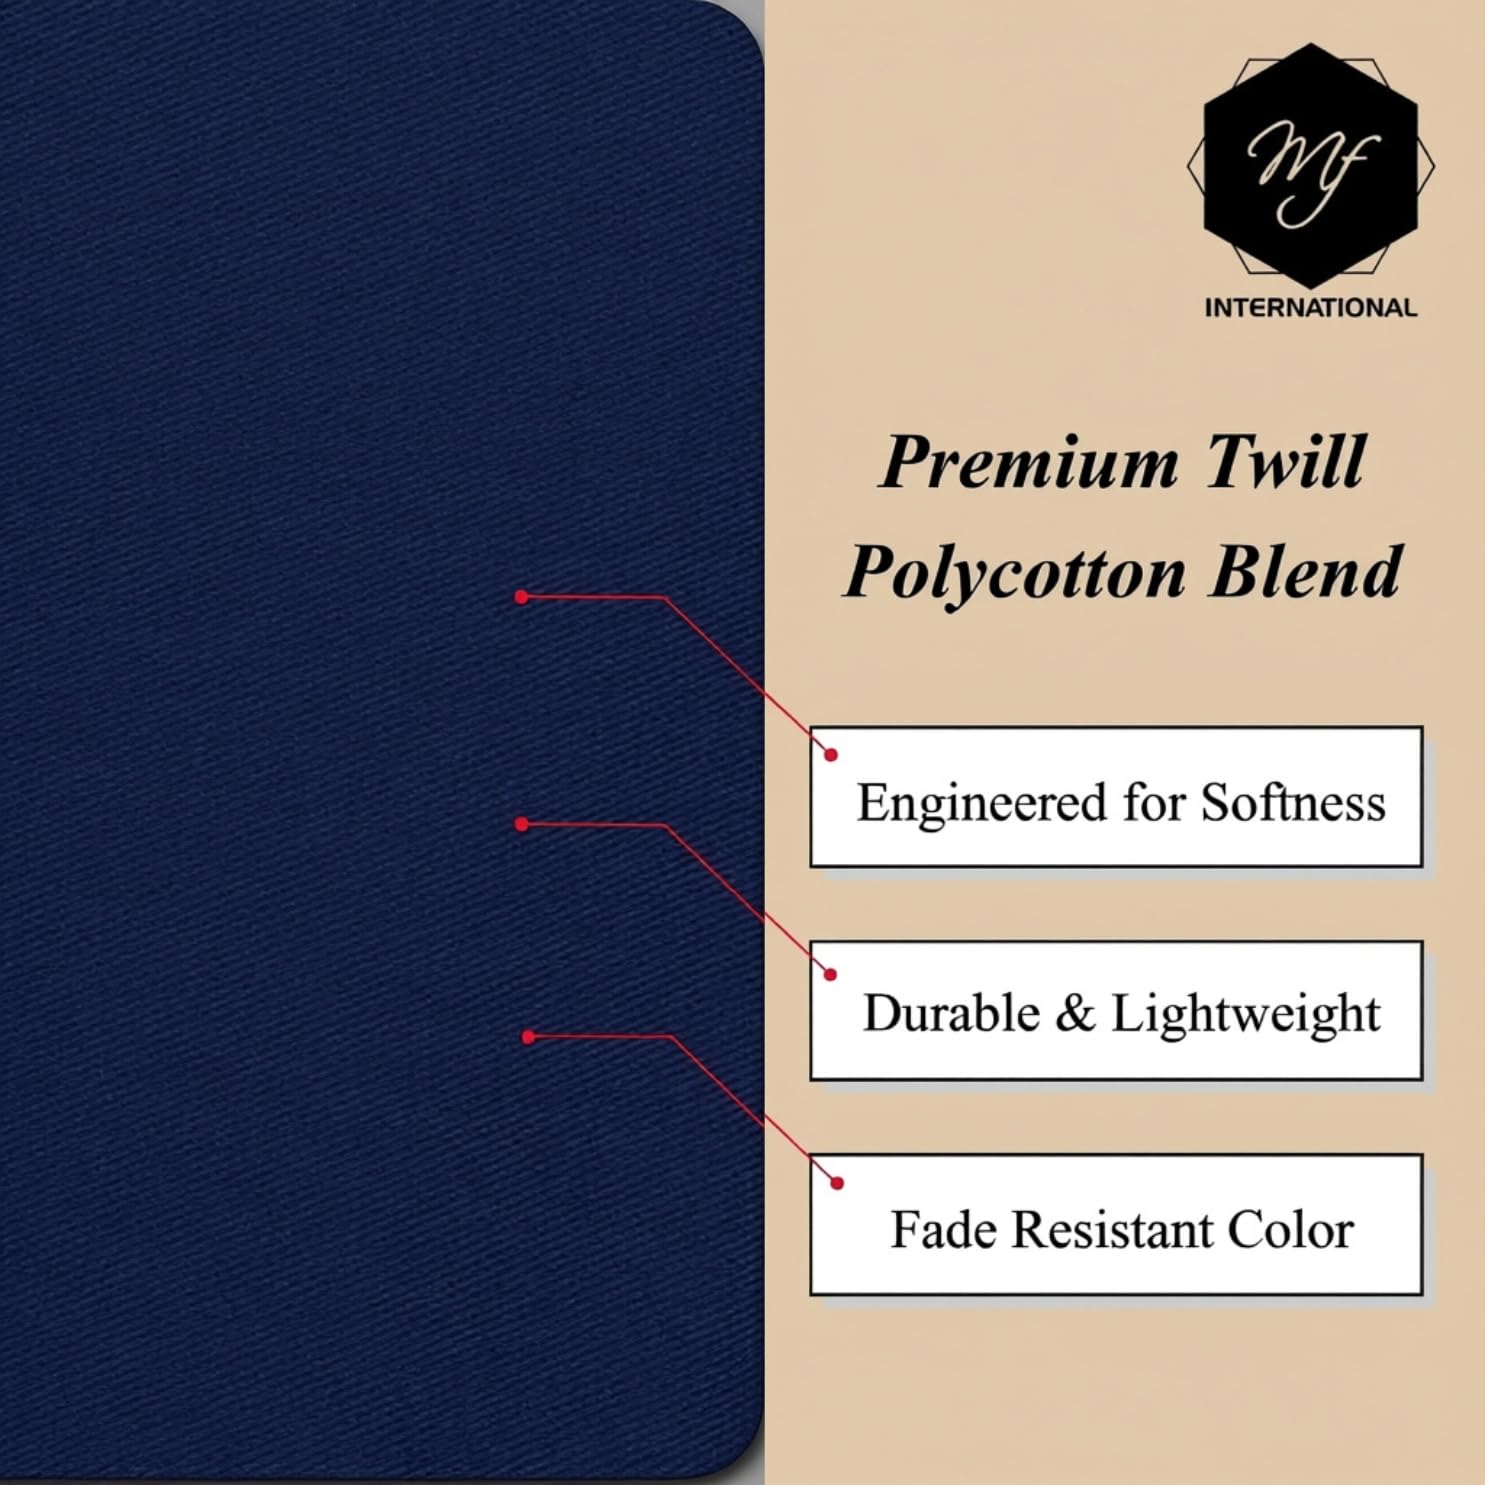 Mf
INTERNATIONAL
Premium Twill
Polycotton Blend
Engineered for Softness
Durable & Lightweight
Fade Resistant Color